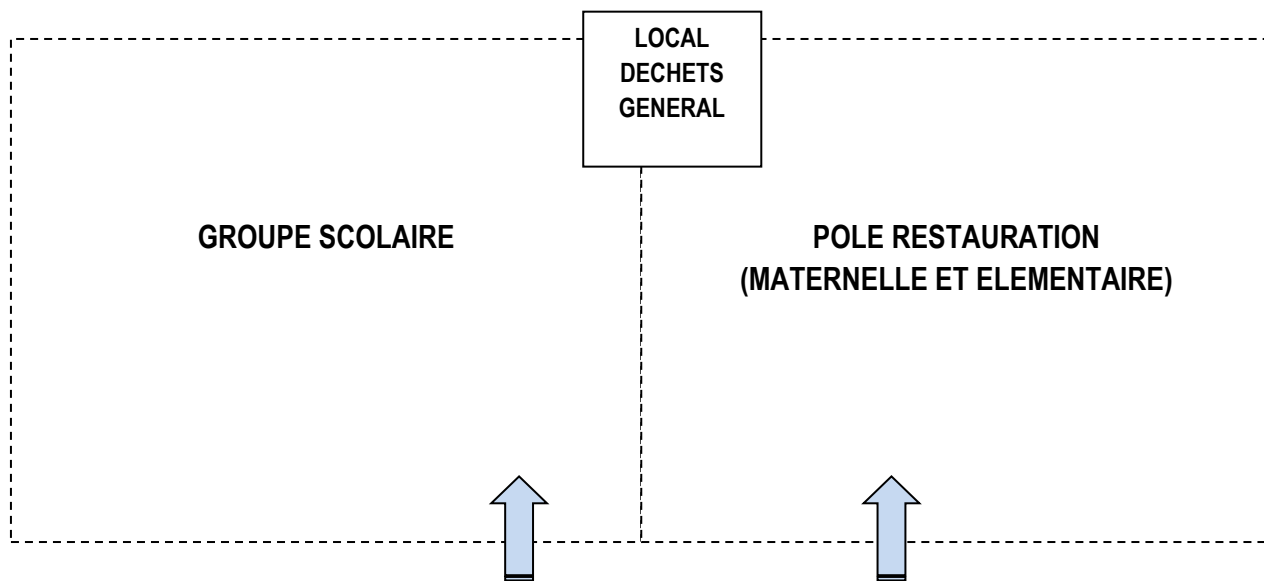 LOCAL
DECHETS
GENERAL
GROUPE SCOLAIRE
POLE RESTAURATION
(MATERNELLE ET ELEMENTAIRE)